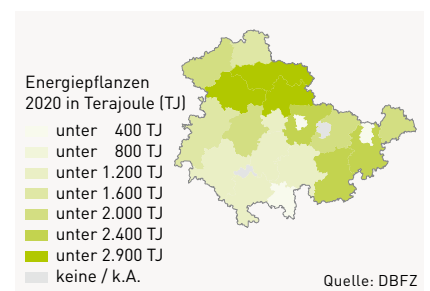 Energiepflanzen
2020 in Terajoule (TJ)
unter 400 TJ
unter 800 TJ
unter 1.200 TJ
unter 1.600 TJ
unter 2.000 TJ
unter 2.400 TJ
unter 2.900 TJ
keine / k.A.
Quelle: DBFZ